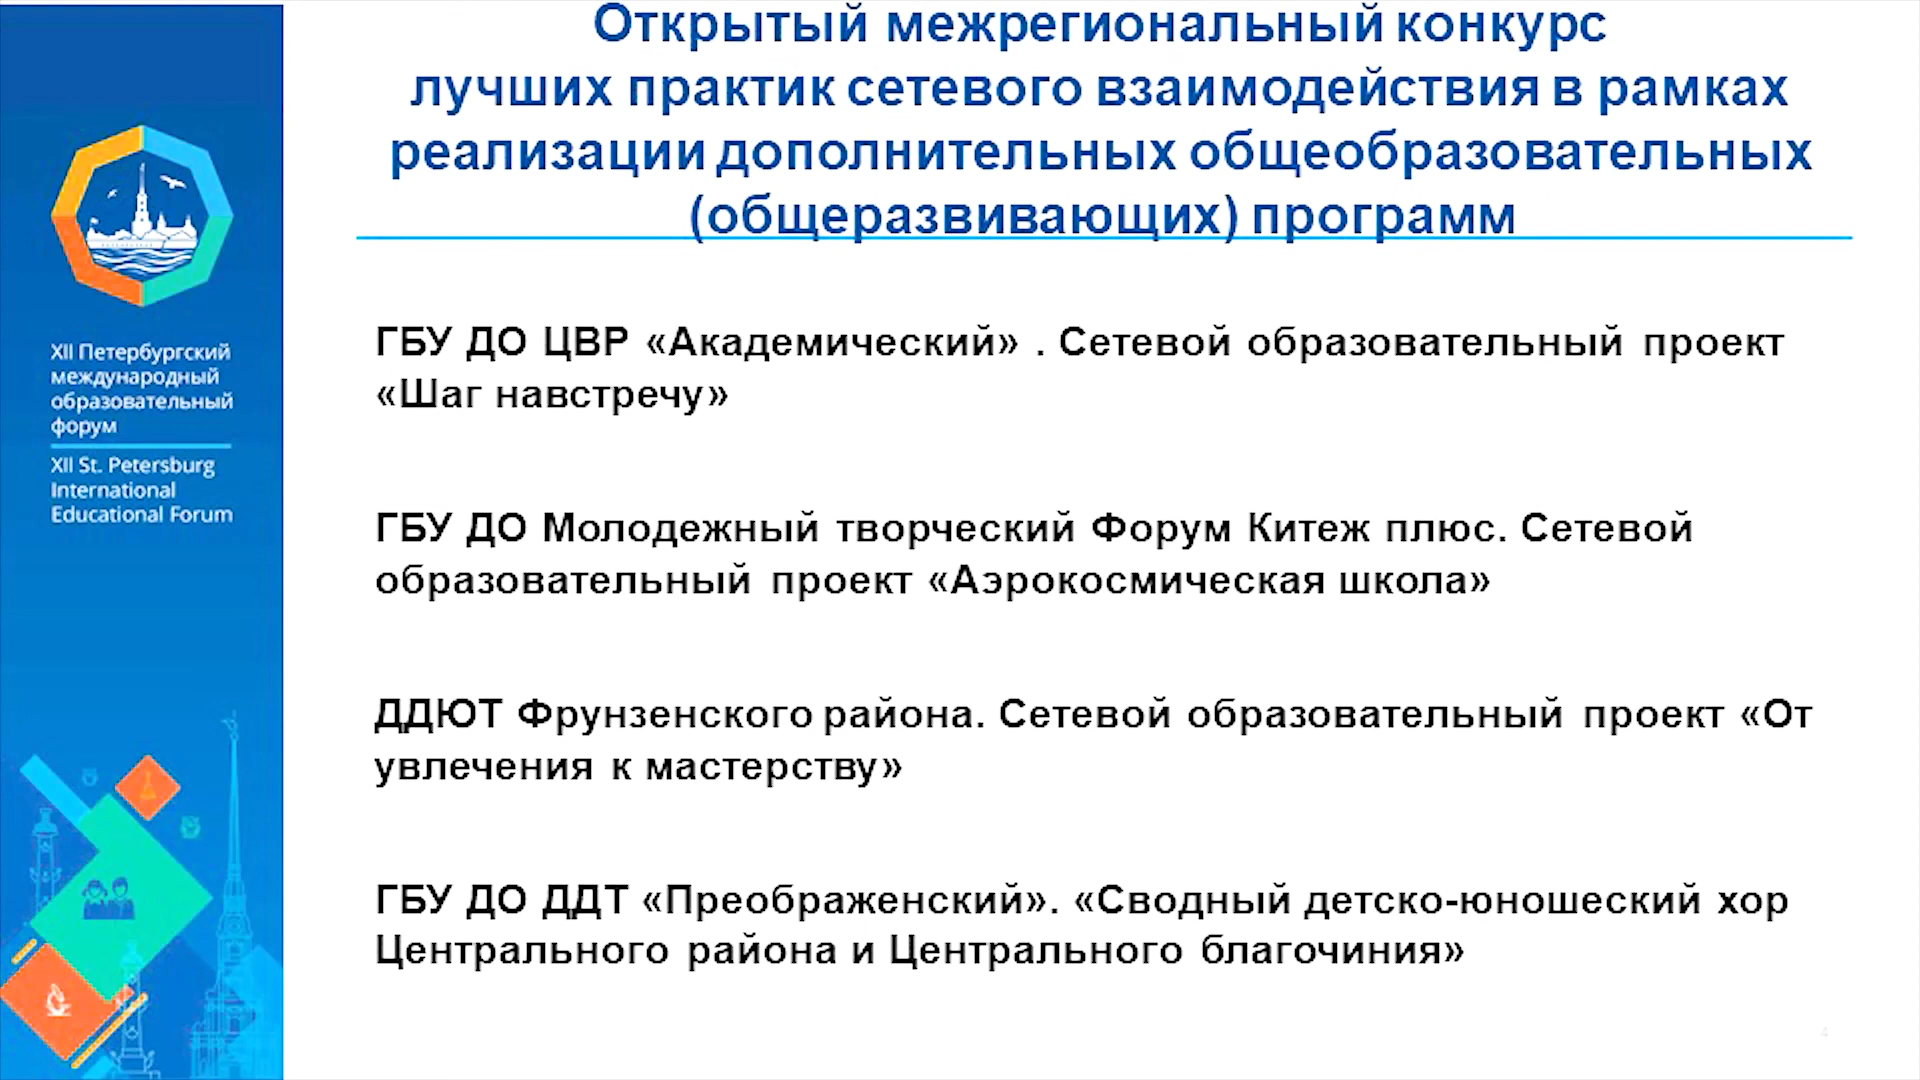 Открытый межрегиональный конкурс
лучших практик сетевого взаимодействия в рамках
реализации дополнительных общеобразовательных
(общеразвивающих) программ
XII Петербургский
международный
образовательный
форум
XII St. Petersburg
International
Educational Forum
ГБУ ДО ЦВР «Академический» . Сетевой образовательный проект
«Шаг навстречу»
ГБУ ДО Молодежный творческий Форум Китеж плюс. Сетевой
образовательный проект «Аэрокосмическая школа»
ДДЮТ Фрунзенского района. Сетевой образовательный проект «От
увлечения к мастерству»
ГБУ ДО ДДТ «Преображенский». «Сводный детско-юношеский хор
Центрального района и Центрального благочиния»